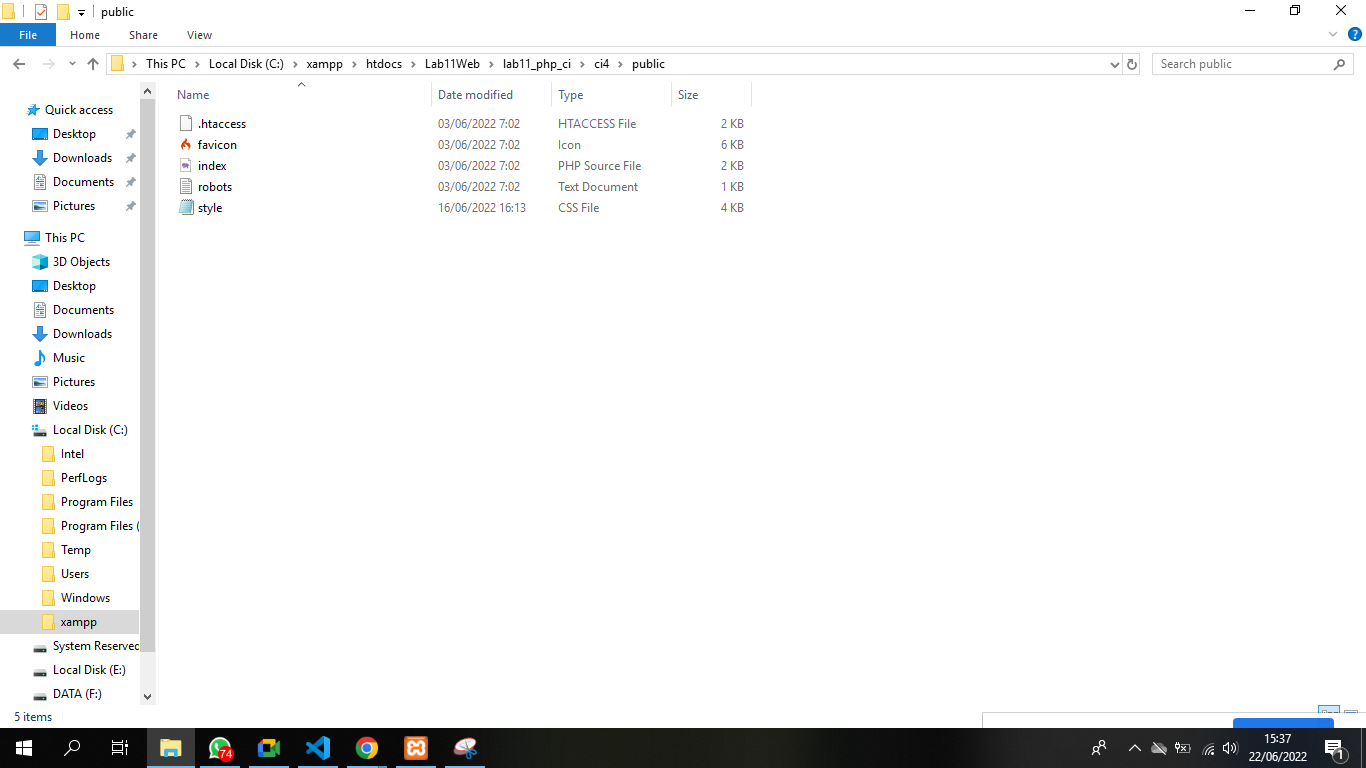 public
File Home Share View
This PC Local Disk (C:) xampp htdocs Lab11Web lab11_php_ci ci4 public
Search public
Name Date modified Type Size
.htaccess 03/06/2022 7:02 HTACCESS File 2 KB
favicon 03/06/2022 7:02 Icon 6 KB
index 03/06/2022 7:02 PHP Source File 2 KB
robots 03/06/2022 7:02 Text Document 1 KB
style 16/06/2022 16:13 CSS File 4 KB
Quick access
Desktop
Downloads
Documents
Pictures
This PC
3D Objects
Desktop
Documents
Downloads
Music
Pictures
Videos
Local Disk (C:)
Intel
PerfLogs
Program Files
Program Files (
Temp
Users
Windows
xampp
System Reserved
Local Disk (E:)
DATA (F:)
5 items
74
15:37
22/06/2022
1